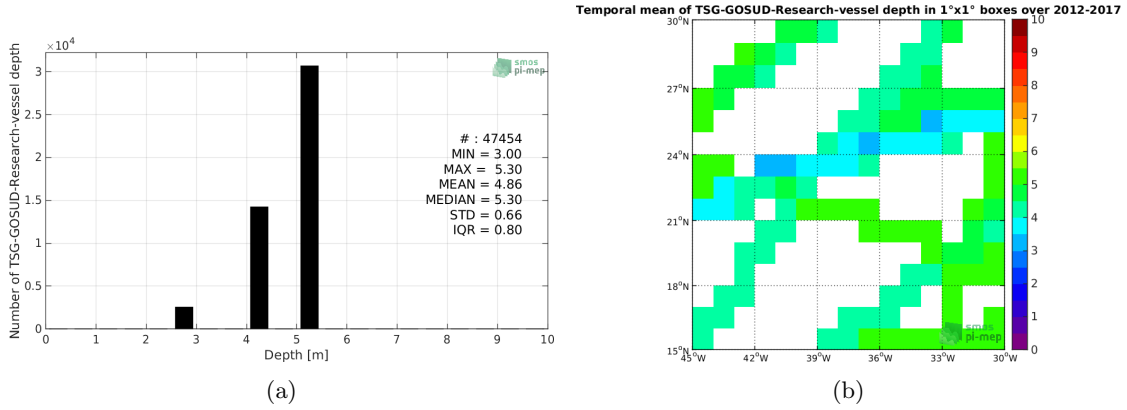 ×10⁴
3
2.5
2
1.5
1
0.5
0
Number of TSG-GOSUD-Research-vessel depth
smos
pi-mep
# : 47454
MIN = 3.00
MAX = 5.30
MEAN = 4.86
MEDIAN = 5.30
STD = 0.66
IQR = 0.80
0 1 2 3 4 5 6 7 8 9 10
Depth [m]
(a)
Temporal mean of TSG-GOSUD-Research-vessel depth in 1°x1° boxes over 2012-2017
30°N
27°N
24°N
21°N
18°N
15°N
45°W 42°W 39°W 36°W 33°W 30°W
smos
pi-mep
10
9
8
7
6
5
4
3
2
1
0
(b)